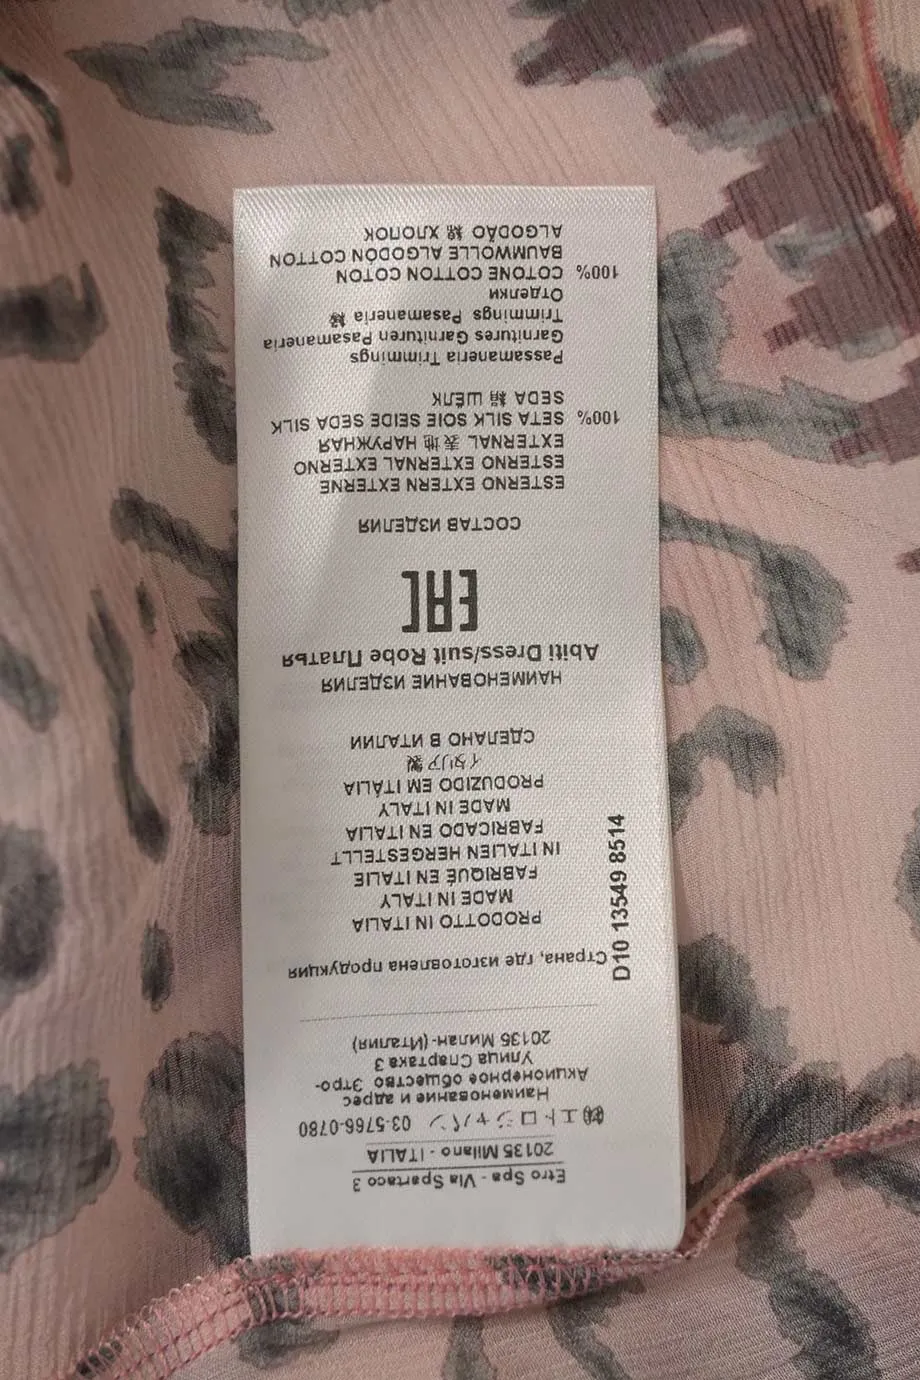 Etro Spa - Via Spartaco 3
20135 Milano - ITALIA
エトロジャパン 03-5766-0780
Наименование и адрес
Акционерное общество Этро-
Улица Спартака 3
20135 Милан-(Италия)
Страна, где изготовлена продукция
PRODOTTO IN ITALIA
MADE IN ITALY
FABRIQUÉ EN ITALIE
IN ITALIEN HERGESTELLT
FABRICADO EN ITALIA
MADE IN ITALY
PRODUZIDO EM ITÁLIA
イタリア製
СДЕЛАНО В ИТАЛИИ
D10 13549 8514
НАИМЕНОВАНИЕ ИЗДЕЛИЯ
Abiti Dress/suit Robe Платья
EAC
СОСТАВ ИЗДЕЛИЯ
ESTERNO EXTERN EXTERNE
ESTERNO EXTERNAL EXTERNO
EXTERNAL 表地 НАРУЖНАЯ
100% SETA SILK SOIE SEIDE SEDA SILK
SEDA 絹 ШЁЛК
Passamaneria Trimmings
Garnitures Garnituren Pasamaneria
Trimmings Pasamaneria
Отделки
100% COTONE COTTON COTON
BAUMWOLLE ALGODÓN COTTON
ALGODÃO 綿 ХЛОПОК